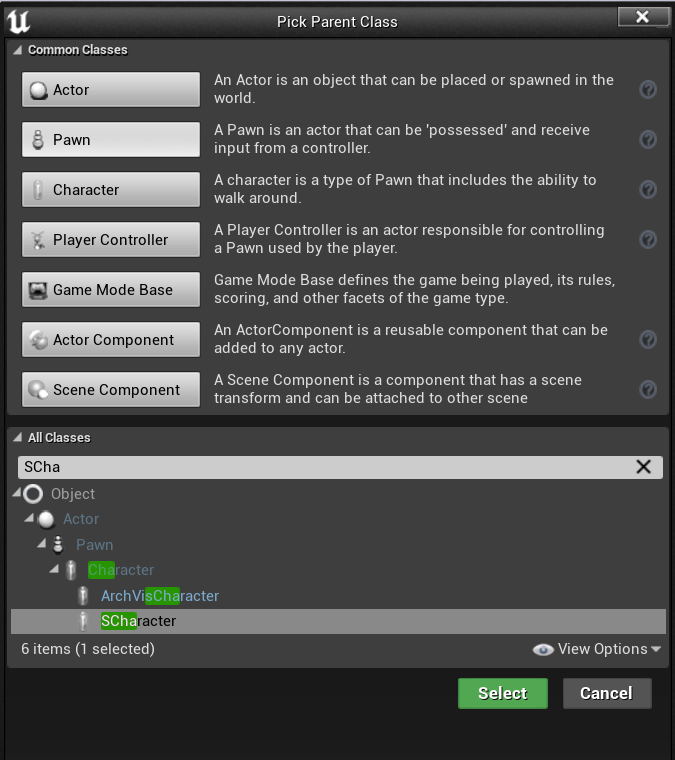 Pick Parent Class
Common Classes
Actor
An Actor is an object that can be placed or spawned in the
world.
Pawn
A Pawn is an actor that can be 'possessed' and receive
input from a controller.
Character
A character is a type of Pawn that includes the ability to
walk around.
Player Controller
A Player Controller is an actor responsible for controlling
a Pawn used by the player.
Game Mode Base
Game Mode Base defines the game being played, its rules,
scoring, and other facets of the game type.
Actor Component
An ActorComponent is a reusable component that can be
added to any actor.
Scene Component
A Scene Component is a component that has a scene
transform and can be attached to other scene
All Classes
SCha
Object
Actor
Pawn
Character
ArchVisCharacter
SCharacter
6 items (1 selected)
View Options
Select
Cancel